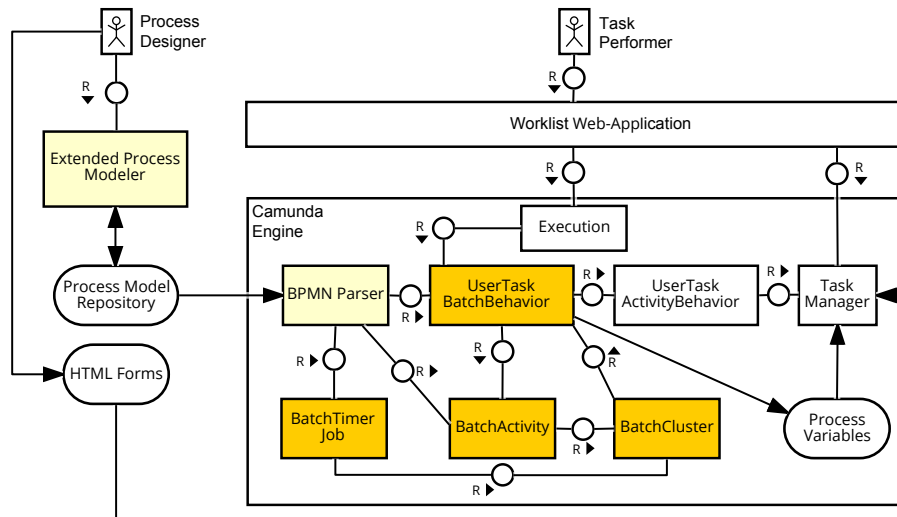 Process
Designer
Task
Performer
R
R
Worklist Web-Application
Extended Process
Modeler
R
R
Camunda
Engine
Execution
R
Process Model
Repository
BPMN Parser
R
UserTask
BatchBehavior
R
UserTask
ActivityBehavior
R
Task
Manager
HTML Forms
R
R
R
R
BatchTimer
Job
BatchActivity
R
BatchCluster
Process
Variables
R